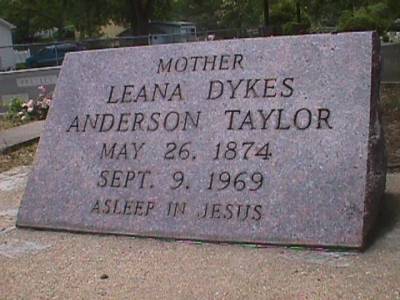 MOTHER
LEANA DYKES
ANDERSON TAYLOR
MAY 26, 1874
SEPT. 9, 1969
ASLEEP IN JESUS